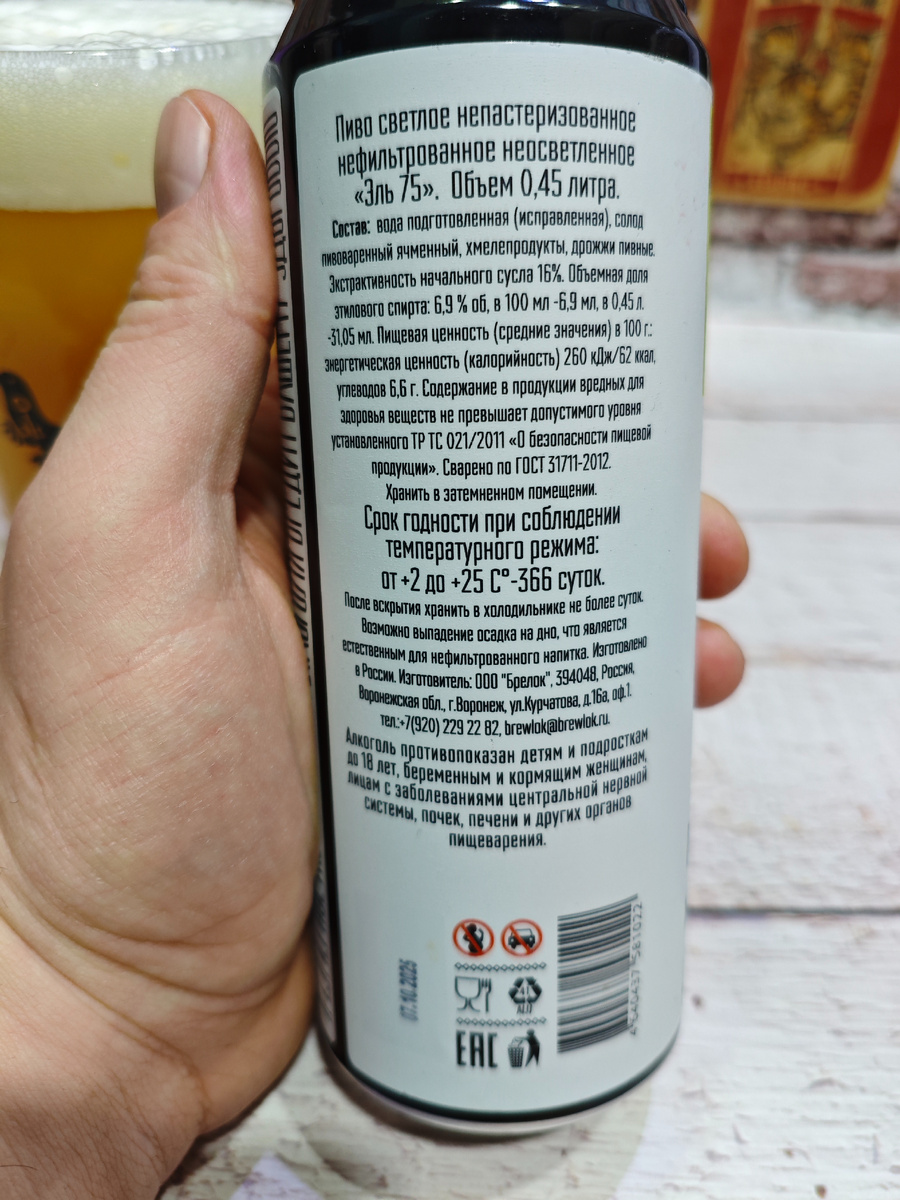 Пиво светлое непастеризованное
нефильтрованное неосветленное
«Эль 75». Объем 0,45 литра.
Состав: вода подготовленная (исправленная), солод
пивоваренный ячменный, хмелепродукты, дрожжи пивные.
Экстрактивность начального сусла 16%. Объемная доля
этилового спирта: 6,9 % об, в 100 мл -6,9 мл, в 0,45 л.
-31,05 мл. Пищевая ценность (средние значения) в 100 г.:
энергетическая ценность (калорийность) 260 кДж/62 ккал,
углеводов 6,6 г. Содержание в продукции вредных для
здоровья веществ не превышает допустимого уровня
установленного ТР ТС 021/2011 «О безопасности пищевой
продукции». Сварено по ГОСТ 31711-2012.
Хранить в затемненном помещении.
Срок годности при соблюдении
температурного режима:
от +2 до +25 С°-366 суток.
После вскрытия хранить в холодильнике не более суток.
Возможно выпадение осадка на дно, что является
естественным для нефильтрованного напитка. Изготовлено
в России. Изготовитель: ООО "Брелок", 394048, Россия,
Воронежская обл., г.Воронеж, ул.Курчатова, д.16а, оф.1.
тел.:+7(920) 229 22 82, brewlok@brewlok.ru.
Алкоголь противопоказан детям и подросткам
до 18 лет, беременным и кормящим женщинам,
лицам с заболеваниями центральной нервной
системы, почек, печени и других органов
пищеварения.
07.10.2025
41
ALU
EAC